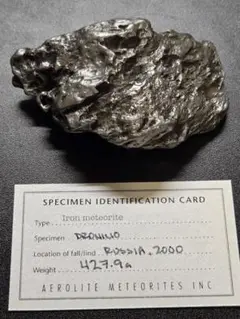 SPECIMEN IDENTIFICATION CARD
Type Iron meteorite
Specimen DRONINO
Location of fall/find RUSSIA, 2000
Weight 427.9g
AEROLITE METEORITES INC